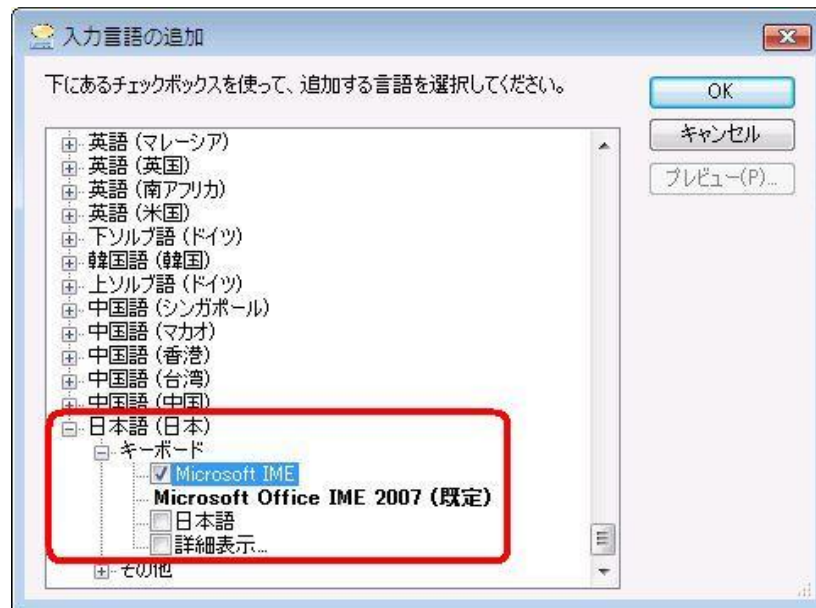 入力言語の追加
下にあるチェックボックスを使って、追加する言語を選択してください。
OK
キャンセル
プレビュー(P)...
英語 (マレーシア)
英語 (英国)
英語 (南アフリカ)
英語 (米国)
下ソルブ語 (ドイツ)
韓国語 (韓国)
上ソルブ語 (ドイツ)
中国語 (シンガポール)
中国語 (マカオ)
中国語 (香港)
中国語 (台湾)
中国語 (中国)
日本語 (日本)
キーボード
Microsoft IME
Microsoft Office IME 2007 (既定)
日本語
詳細表示...
その他